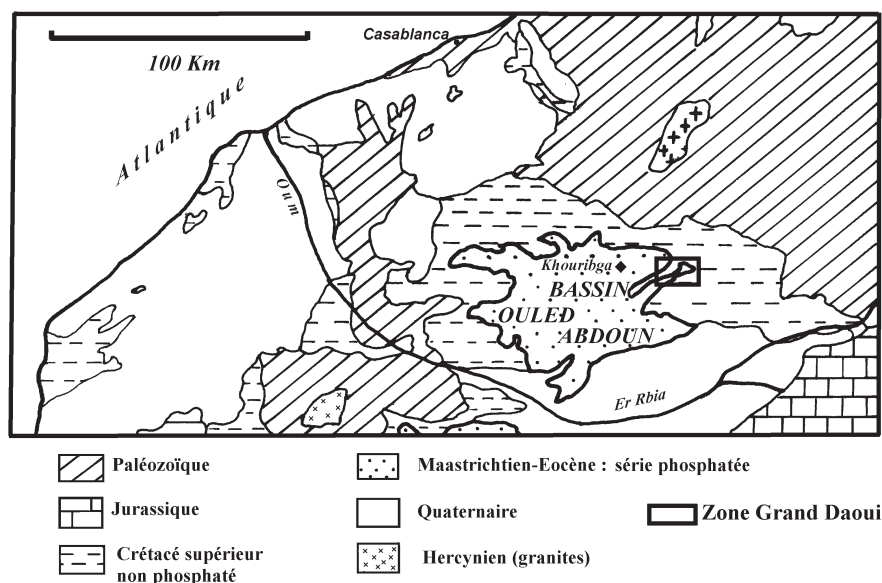 Casablanca
100 Km
Atlantique
Oum
Khouribga
BASSIN
OULED
ABDOUN
Er Rbia
Paléozoïque
Maastrichtien-Eocène : série phosphatée
Jurassique
Quaternaire
Zone Grand Daoui
Crétacé supérieur
non phosphaté
Hercynien (granites)